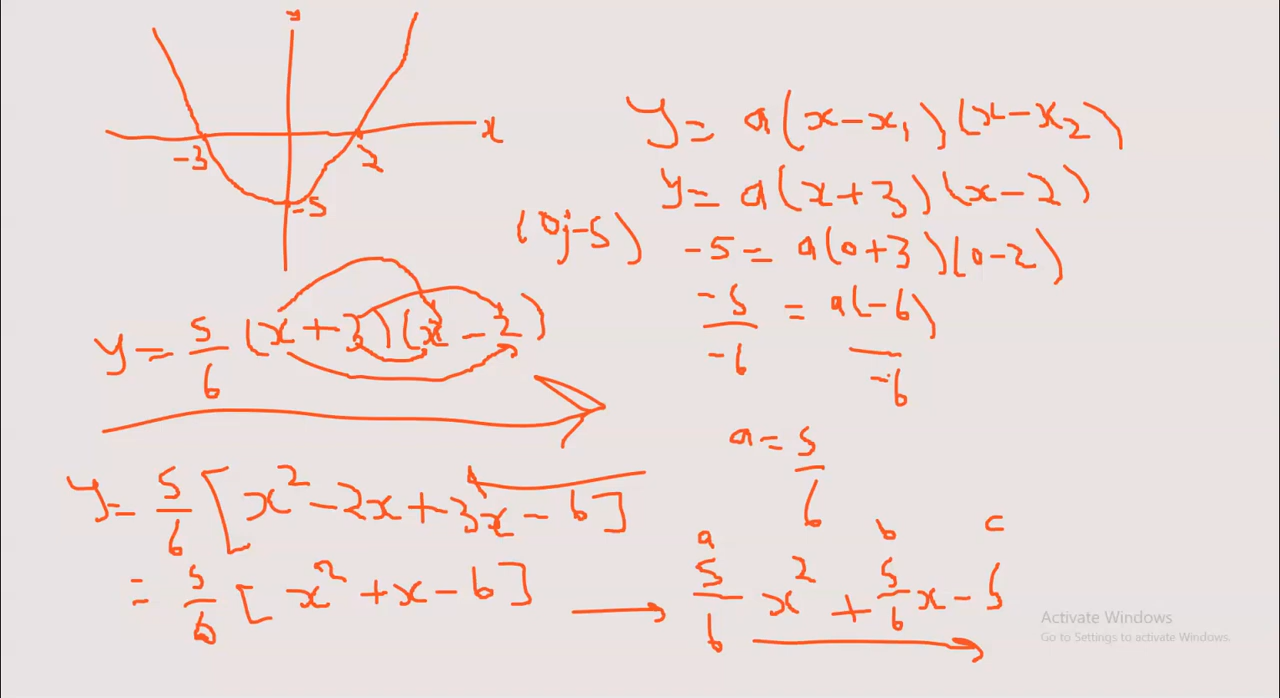 y
x
-3
2
-5
y = a(x-x₁)(x-x₂)
y = a(x+3)(x-2)
(0;-5)
-5 = a(0+3)(0-2)
-5/-6 = a(-6)/-6
a = 5/6
y = 5/6 (x+3)(x-2)
y = 5/6 [x²-2x+3x-6]
= 5/6 [x²+x-6]
a b c
5/6 x² + 5/6 x - 5
Activate Windows
Go to Settings to activate Windows.